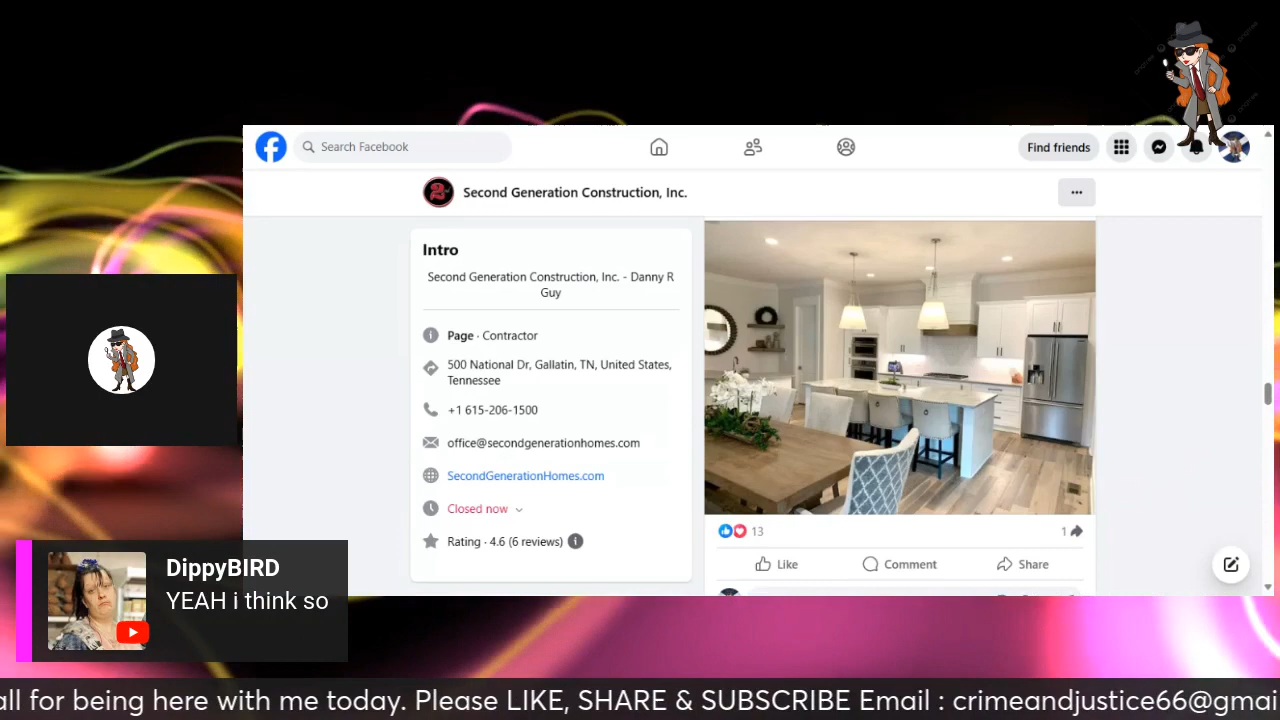 Search Facebook
Find friends
2
Second Generation Construction, Inc.
Intro
Second Generation Construction, Inc. - Danny R
Guy
Page · Contractor
500 National Dr, Gallatin, TN, United States,
Tennessee
+1 615-206-1500
office@secondgenerationhomes.com
SecondGenerationHomes.com
Closed now
Rating · 4.6 (6 reviews)
13
1
Like
Comment
Share
DippyBIRD
YEAH i think so
all for being here with me today. Please LIKE, SHARE & SUBSCRIBE Email : crimeandjustice66@gmai